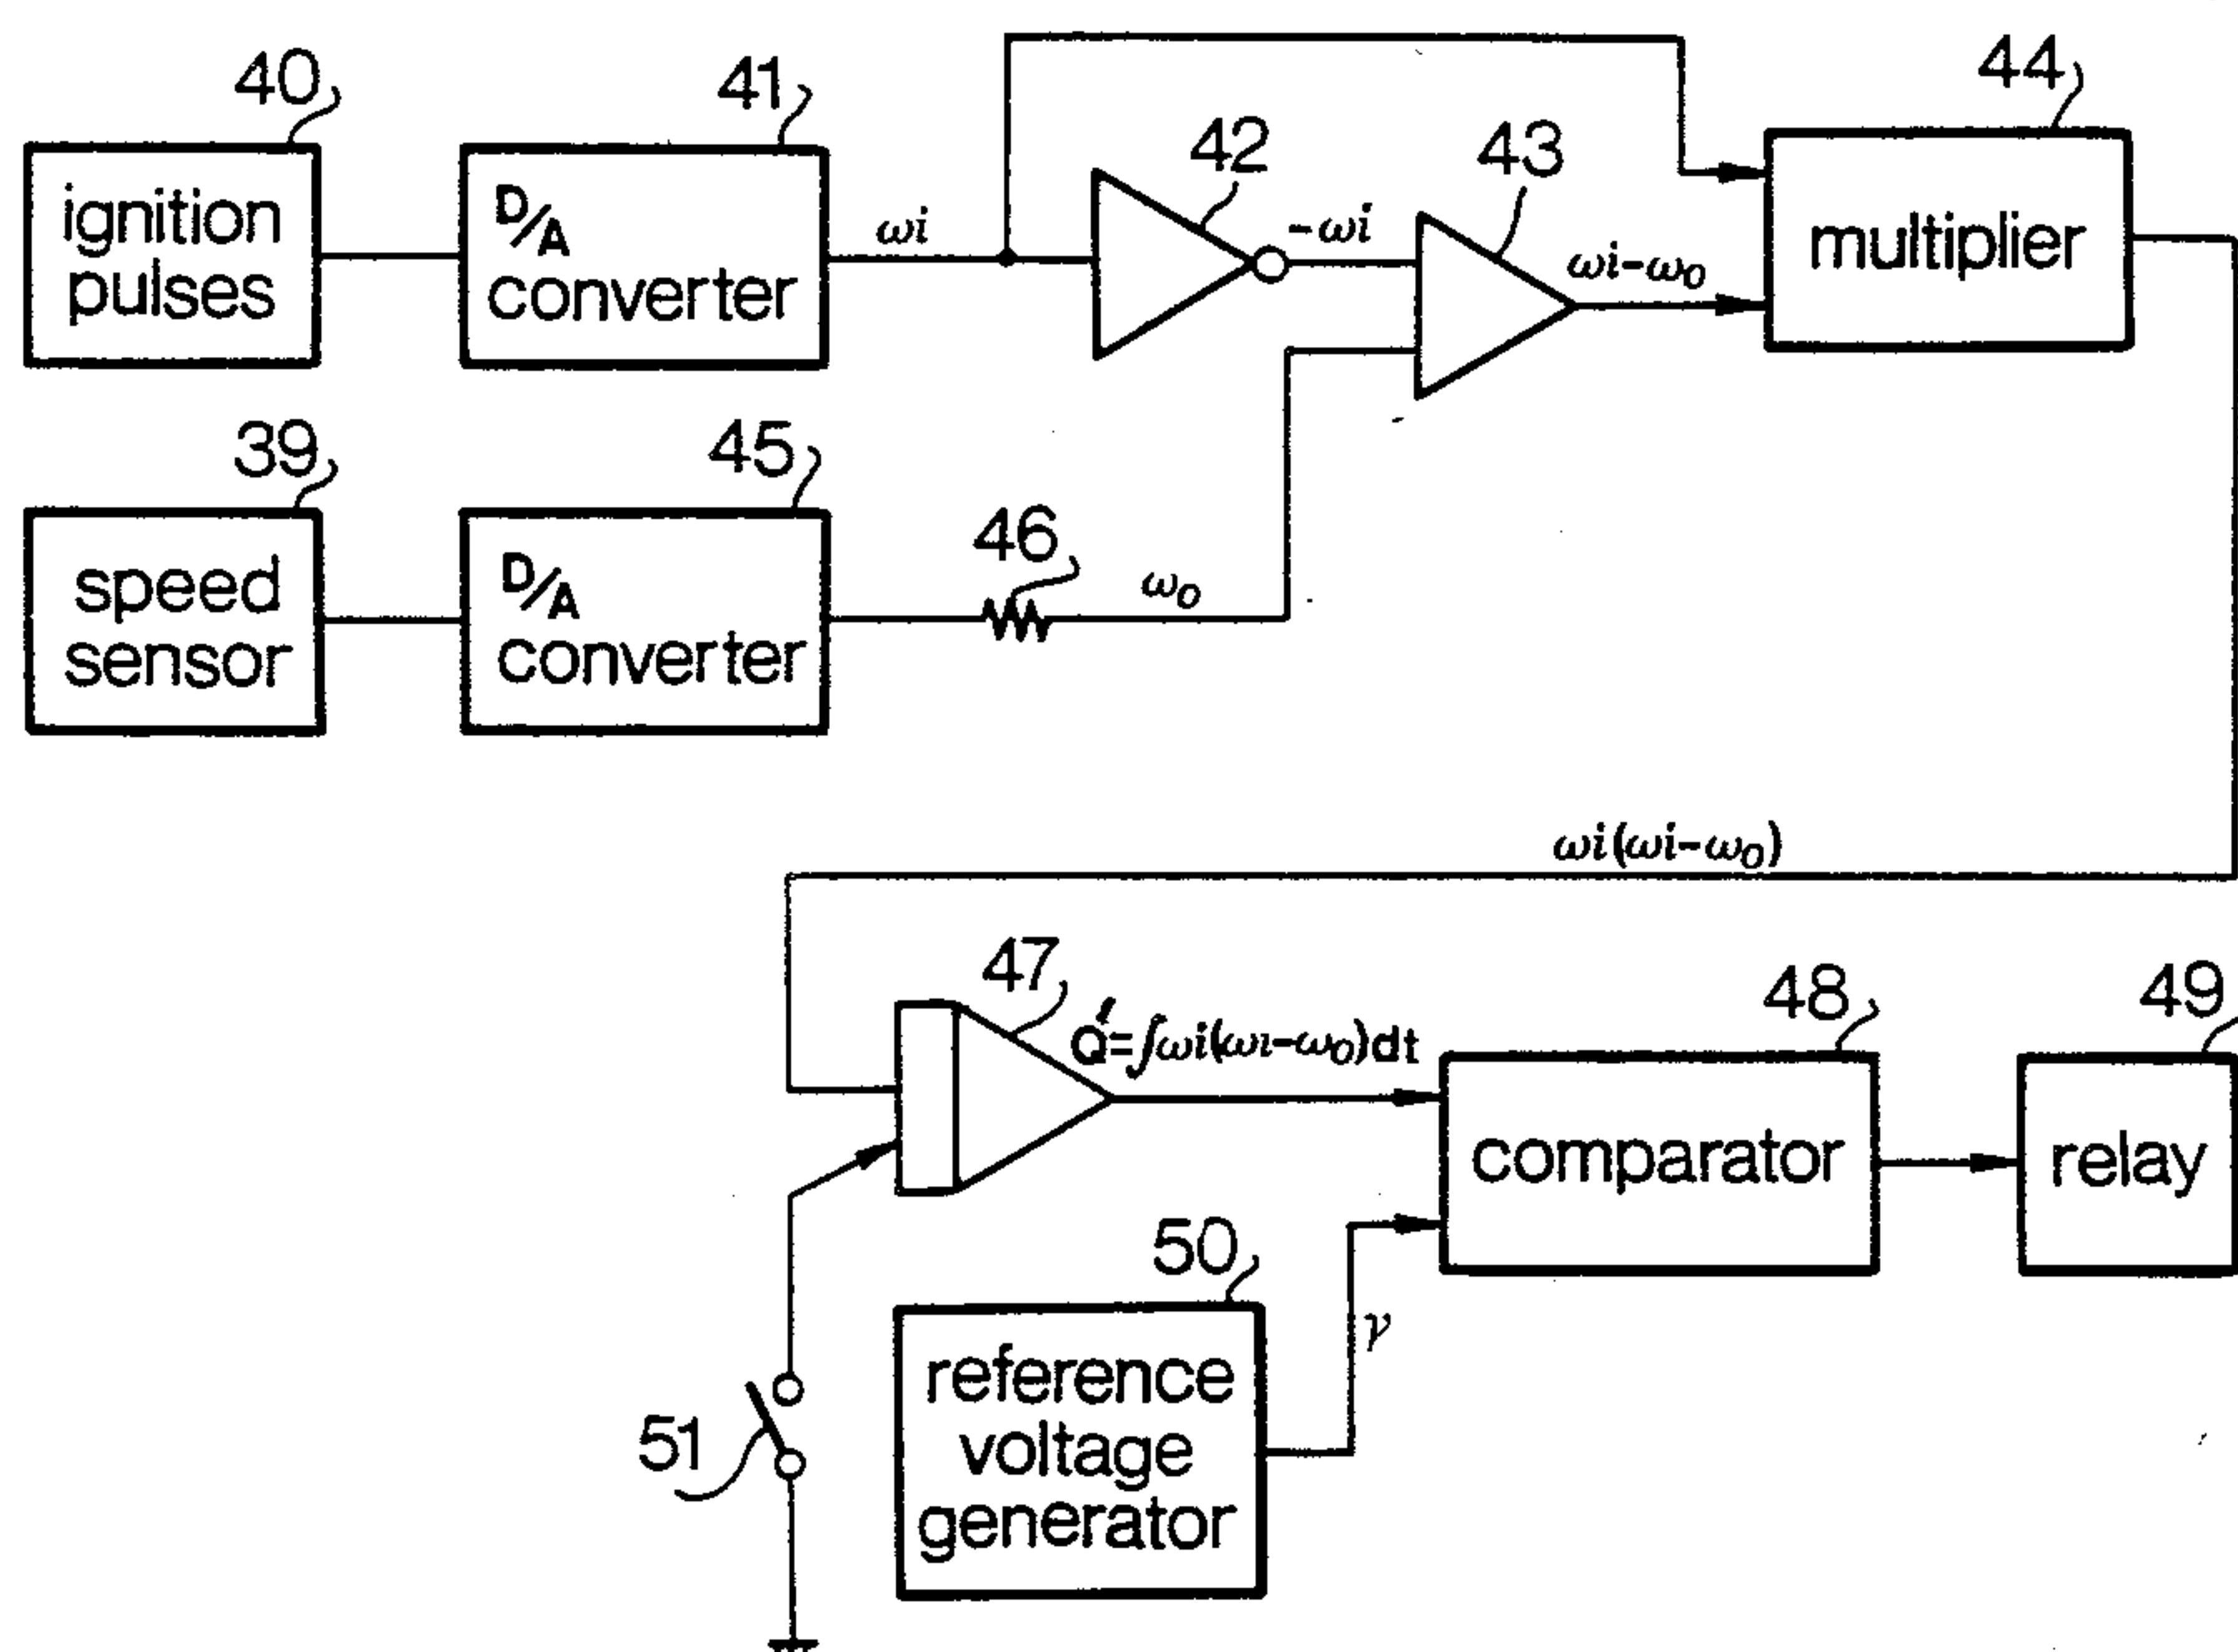 40
41
42
43
44
ignition
pulses
D/A
converter
ωi
-ωi
ωi-ω₀
multiplier
39
45
46
speed
sensor
D/A
converter
ω₀
ωi(ωi-ω₀)
47
48
49
Q́=∫ωi(ωı-ω₀)dt
comparator
relay
50
γ
51
reference
voltage
generator